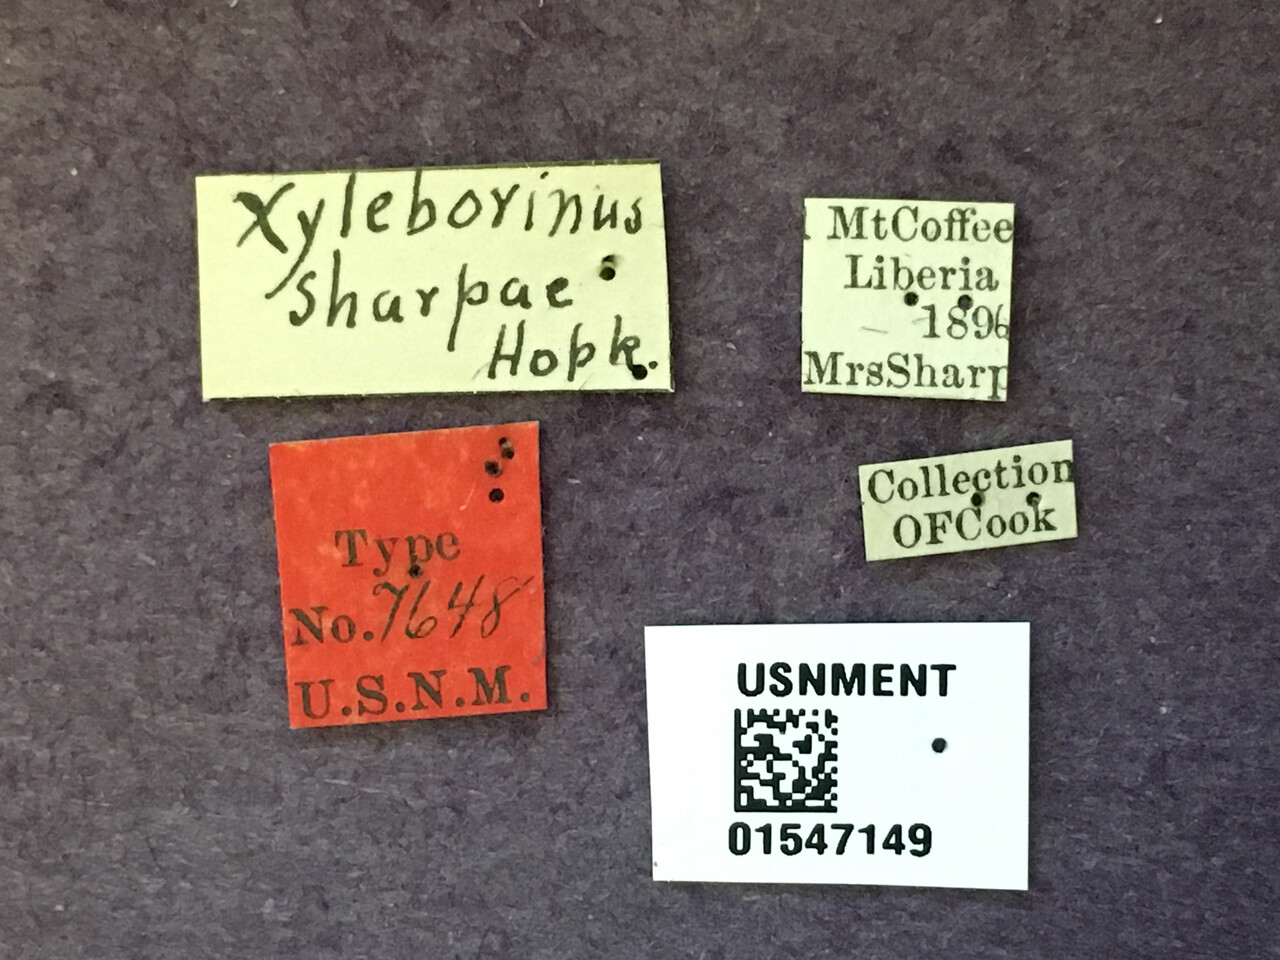 Xyleborinus
sharpae
Hopk.
MtCoffee
Liberia
1896
MrsSharp
Type
No. 7648
U.S.N.M.
Collection
OFCook
USNMENT
01547149